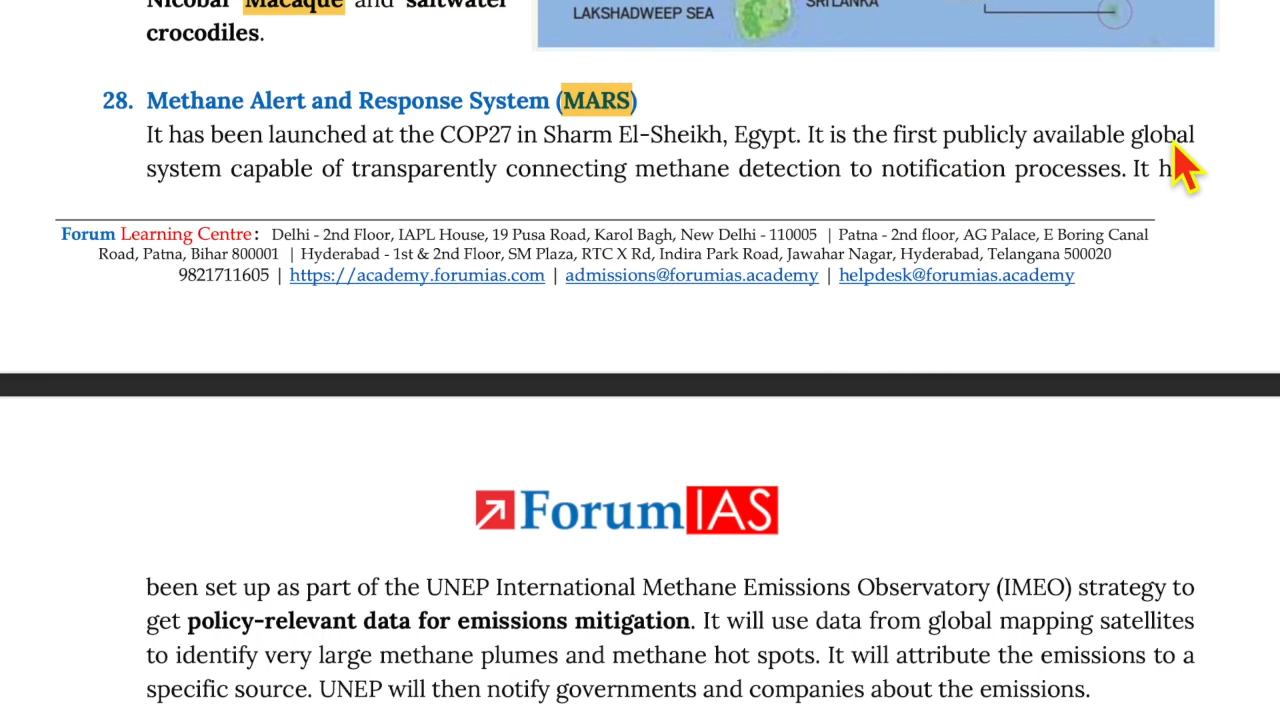 Nicobar Macaque and saltwater
crocodiles.
LAKSHADWEEP SEA
SRI LANKA
28. Methane Alert and Response System (MARS)
It has been launched at the COP27 in Sharm El-Sheikh, Egypt. It is the first publicly available global
system capable of transparently connecting methane detection to notification processes. It h
Forum Learning Centre: Delhi - 2nd Floor, IAPL House, 19 Pusa Road, Karol Bagh, New Delhi - 110005 | Patna - 2nd floor, AG Palace, E Boring Canal
Road, Patna, Bihar 800001 | Hyderabad - 1st & 2nd Floor, SM Plaza, RTC X Rd, Indira Park Road, Jawahar Nagar, Hyderabad, Telangana 500020
9821711605 | https://academy.forumias.com | admissions@forumias.academy | helpdesk@forumias.academy
ForumIAS
been set up as part of the UNEP International Methane Emissions Observatory (IMEO) strategy to
get policy-relevant data for emissions mitigation. It will use data from global mapping satellites
to identify very large methane plumes and methane hot spots. It will attribute the emissions to a
specific source. UNEP will then notify governments and companies about the emissions.